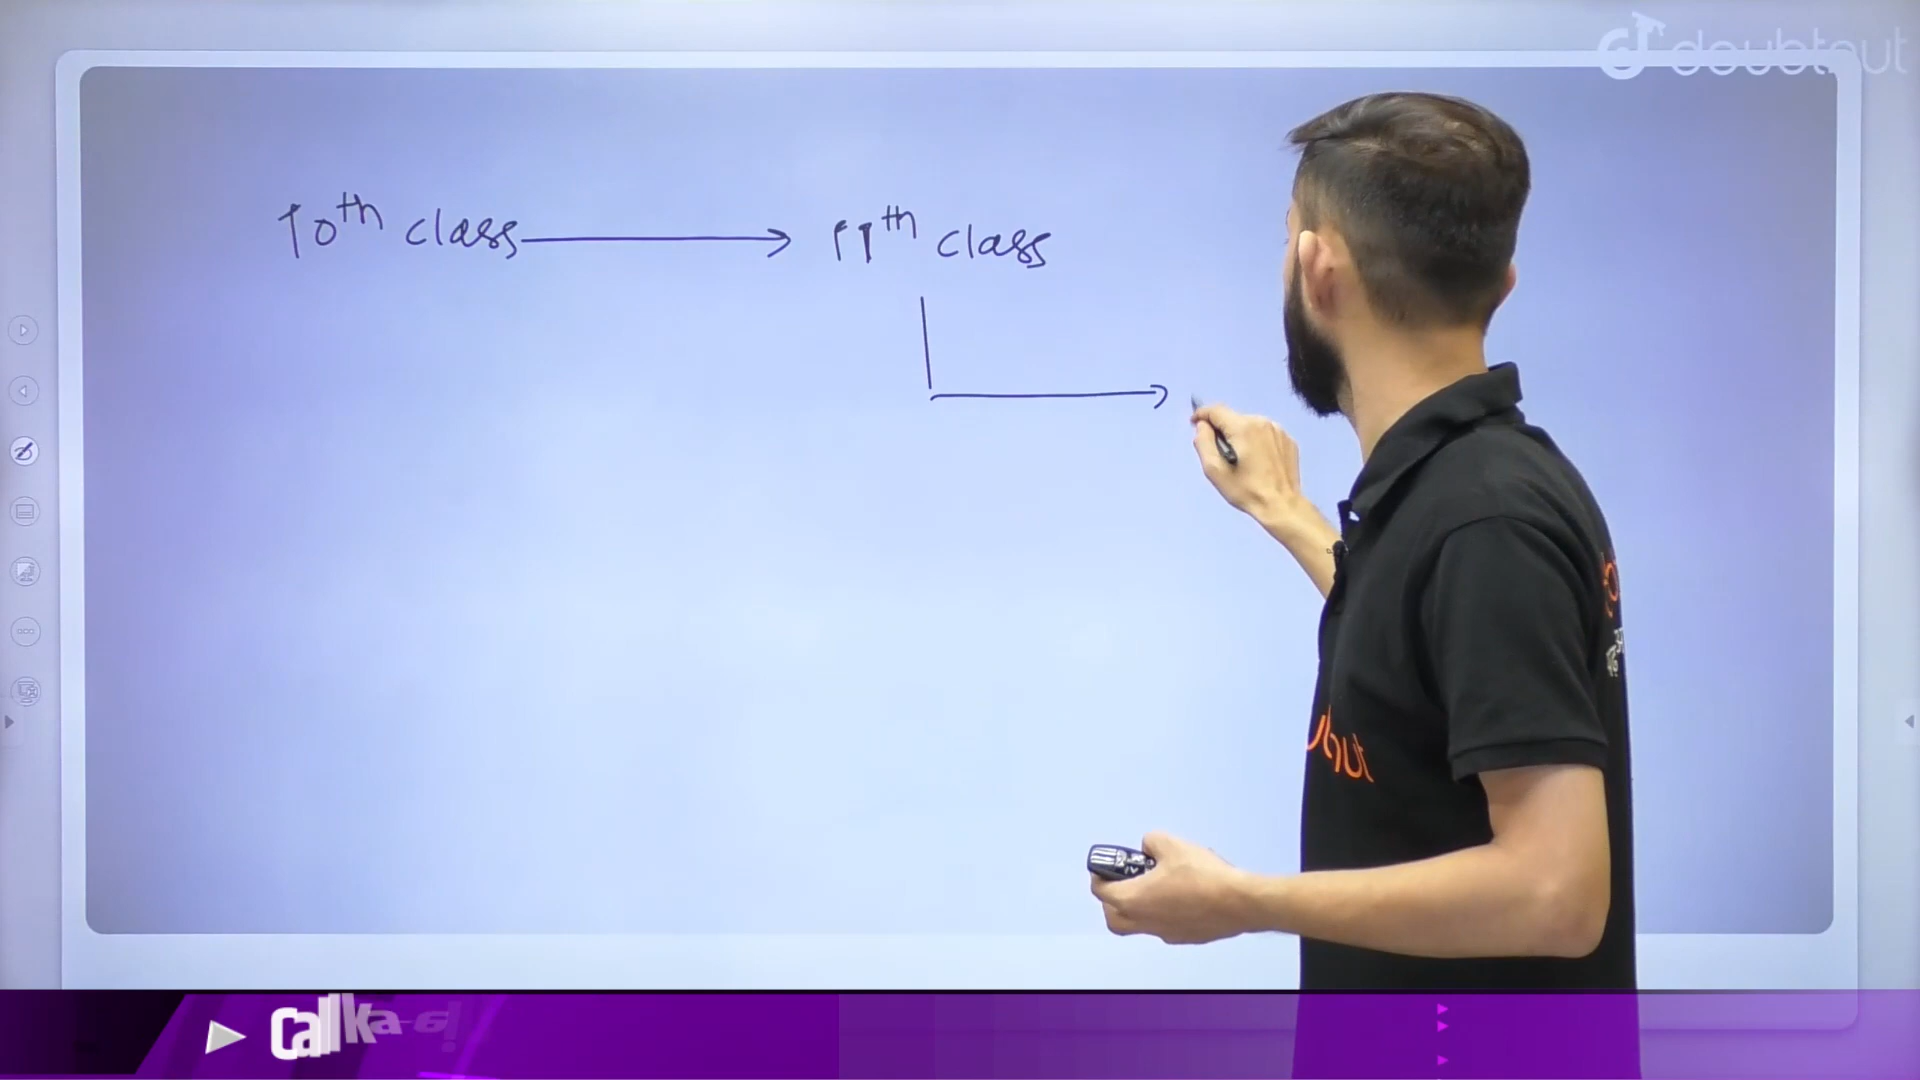 doubtnut
10th class → 11th class